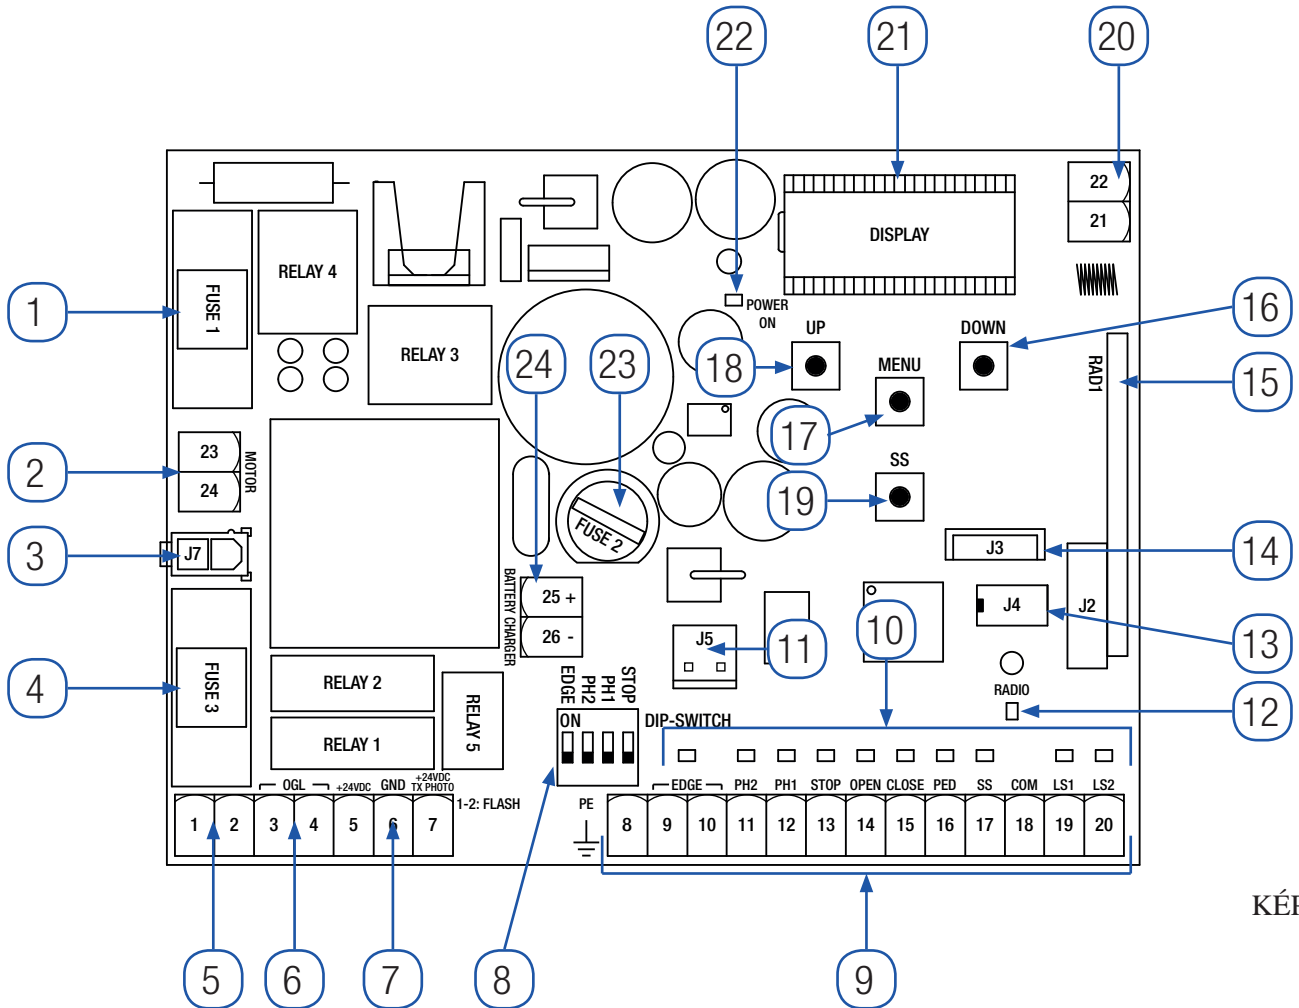 22
21
20
22
21
DISPLAY
RELAY 4
FUSE 1
1
POWER
ON
UP
DOWN
16
RELAY 3
24
23
18
MENU
RAD1
15
17
2
23
24
MOTOR
SS
19
FUSE 2
3
J7
J3
14
BATTERY CHARGER
25 +
26 -
10
J4
J2
13
J5
11
4
FUSE 3
RELAY 2
RELAY 5
EDGE
PH2
PH1
STOP
RADIO
12
RELAY 1
ON
DIP-SWITCH
OGL
+24VDC
GND
+24VDC
TX PHOTO
1-2: FLASH
PE
EDGE PH2 PH1 STOP OPEN CLOSE PED SS COM LS1 LS2
1 2 3 4 5 6 7
8 9 10 11 12 13 14 15 16 17 18 19 20
KÉP
5 6 7 8 9